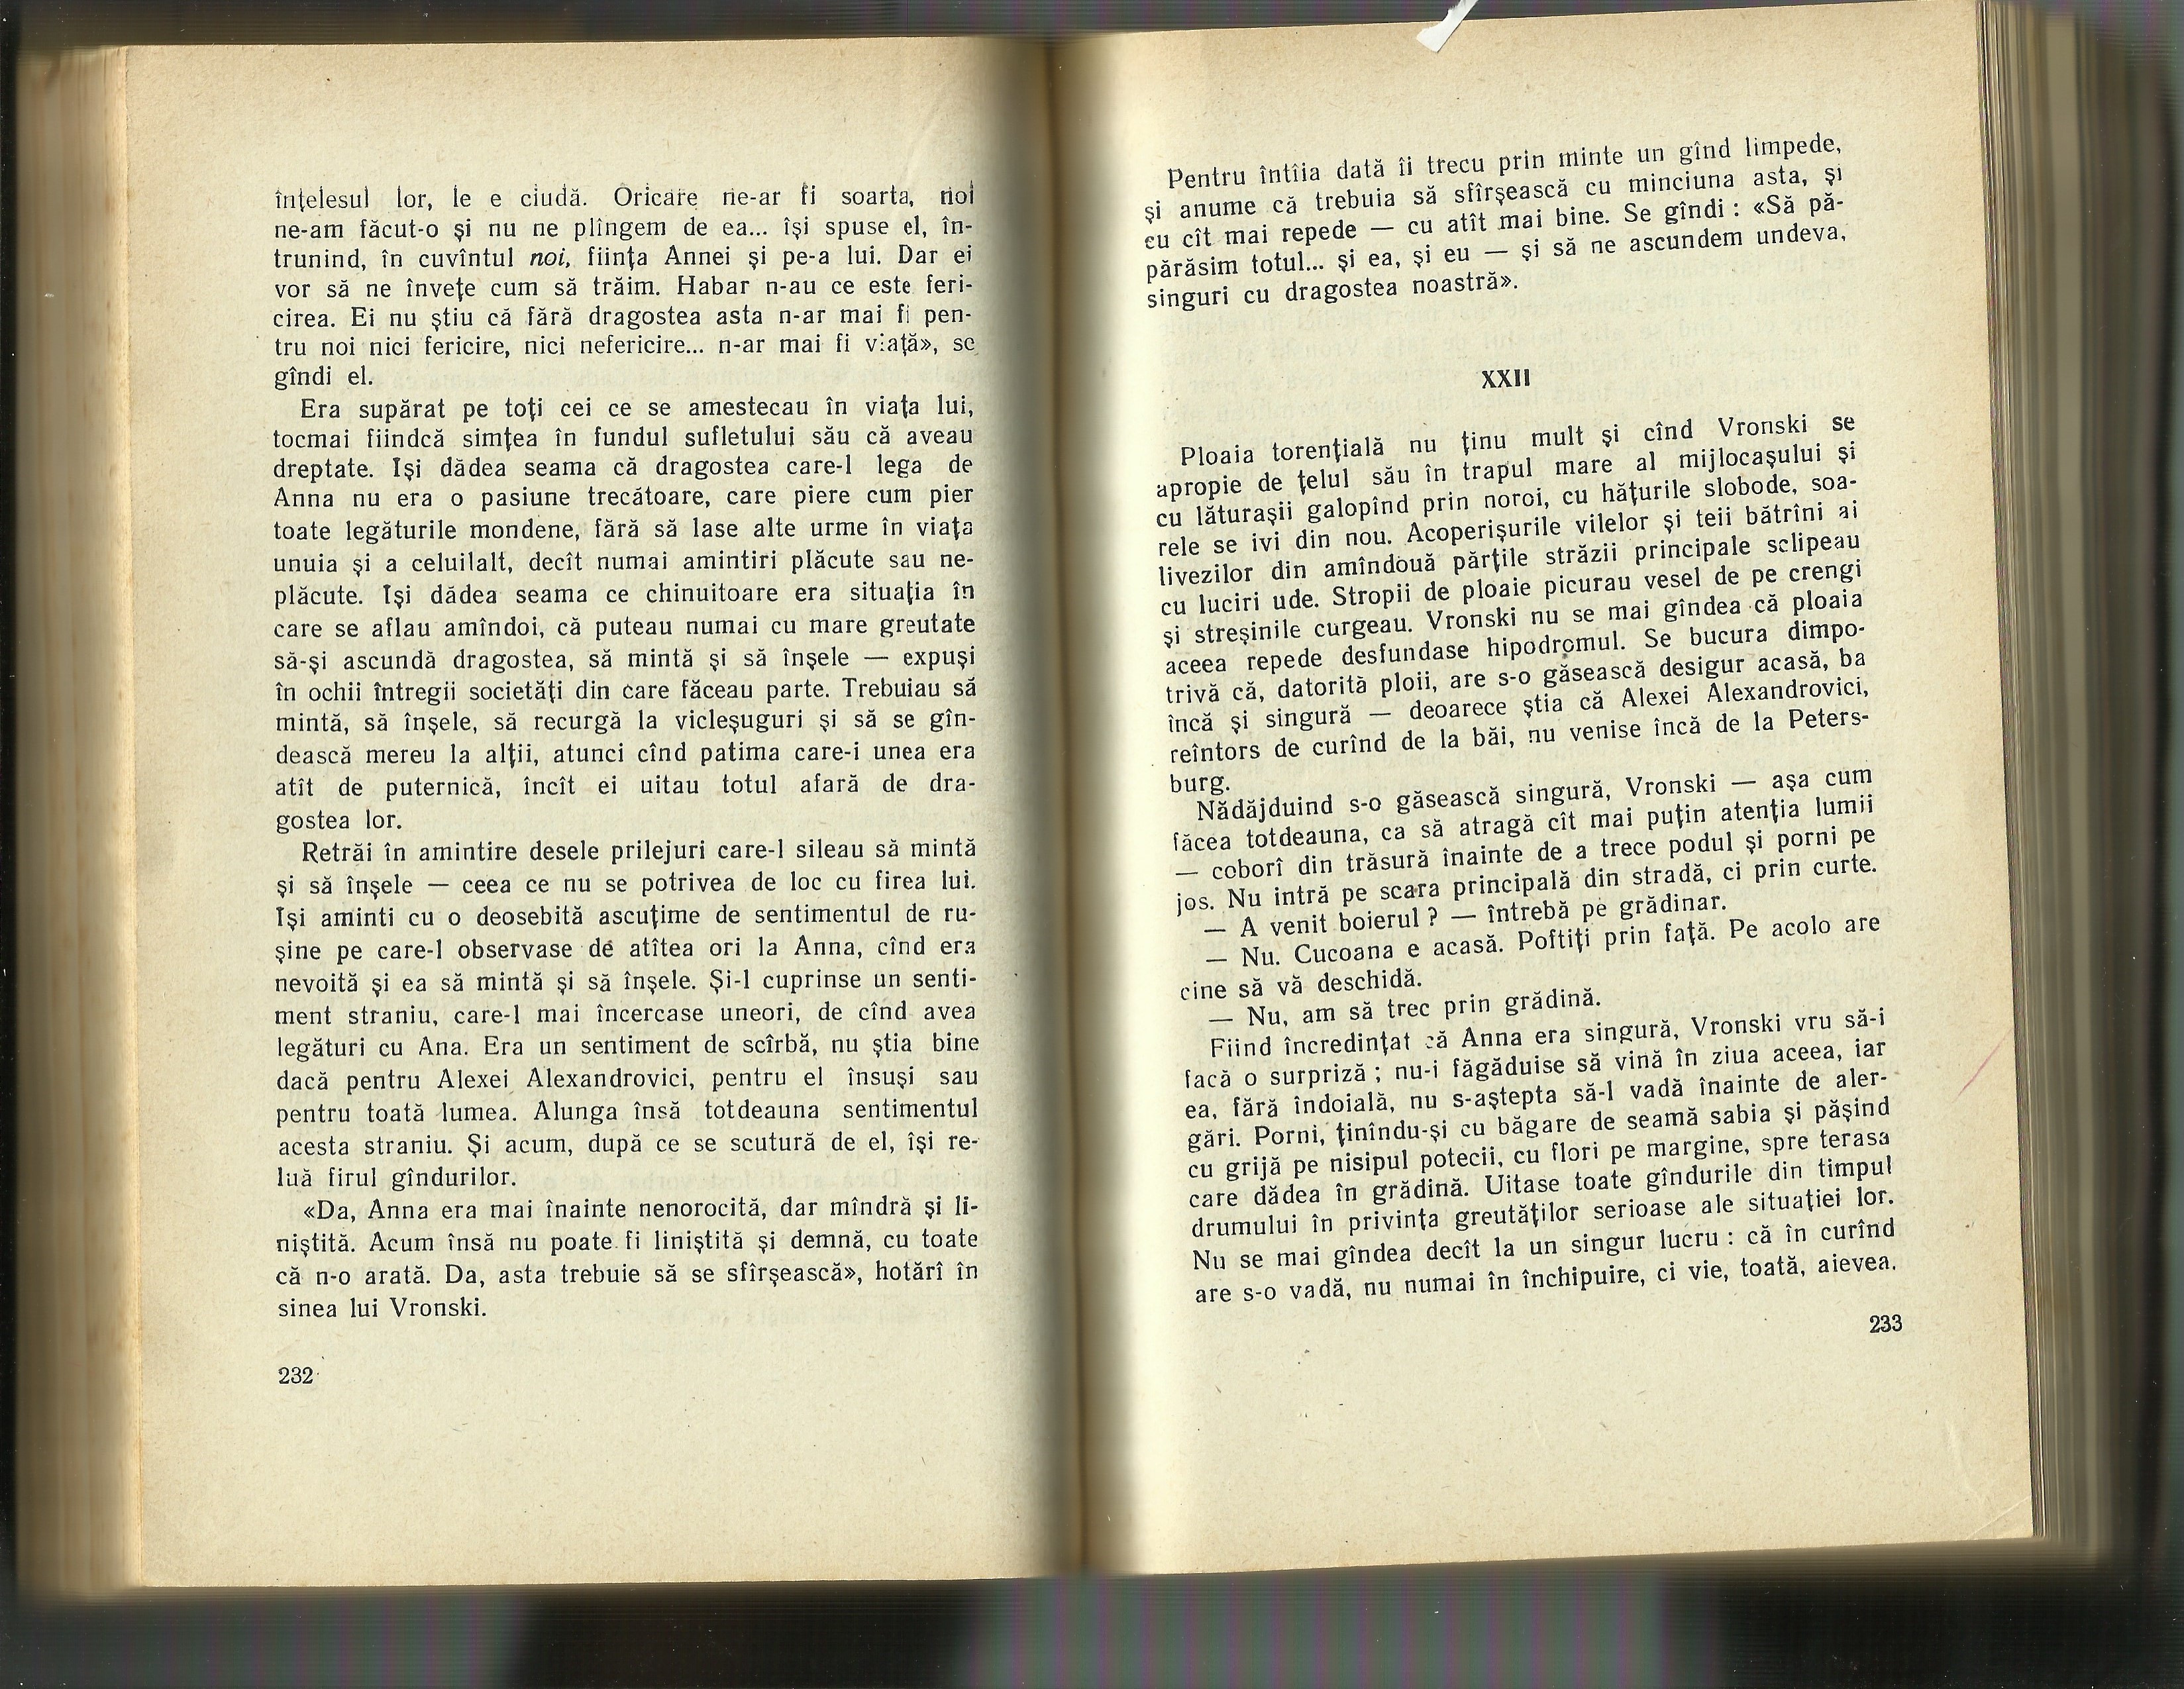 înţelesul lor, le e ciudă. Oricare ne-ar fi soarta, noi
ne-am făcut-o şi nu ne plîngem de ea... îşi spuse el, în-
trunind, în cuvîntul noi, fiinţa Annei şi pe-a lui. Dar ei
vor să ne înveţe cum să trăim. Habar n-au ce este feri-
cirea. Ei nu ştiu că fără dragostea asta n-ar mai fi pen-
tru noi nici fericire, nici nefericire... n-ar mai fi viaţă», se
gîndi el.
Era supărat pe toţi cei ce se amestecau în viaţa lui,
tocmai fiindcă simţea în fundul sufletului său că aveau
dreptate. Îşi dădea seama că dragostea care-l lega de
Anna nu era o pasiune trecătoare, care piere cum pier
toate legăturile mondene, fără să lase alte urme în viaţa
unuia şi a celuilalt, decît numai amintiri plăcute sau ne-
plăcute. Îşi dădea seama ce chinuitoare era situaţia în
care se aflau amîndoi, că puteau numai cu mare greutate
să-şi ascundă dragostea, să mintă şi să înşele — expuşi
în ochii întregii societăţi din care făceau parte. Trebuiau să
mintă, să înşele, să recurgă la vicleşuguri şi să se gîn-
dească mereu la alţii, atunci cînd patima care-i unea era
atît de puternică, încît ei uitau totul afară de dra-
gostea lor.
Retrăi în amintire desele prilejuri care-l sileau să mintă
şi să înşele — ceea ce nu se potrivea de loc cu firea lui.
Îşi aminti cu o deosebită ascuţime de sentimentul de ru-
şine pe care-l observase de atîtea ori la Anna, cînd era
nevoită şi ea să mintă şi să înşele. Şi-l cuprinse un senti-
ment straniu, care-l mai încercase uneori, de cînd avea
legături cu Ana. Era un sentiment de scîrbă, nu ştia bine
dacă pentru Alexei Alexandrovici, pentru el însuşi sau
pentru toată lumea. Alunga însă totdeauna sentimentul
acesta straniu. Şi acum, după ce se scutură de el, îşi re-
luă firul gîndurilor.
«Da, Anna era mai înainte nenorocită, dar mîndră şi li-
niştită. Acum însă nu poate fi liniştită şi demnă, cu toate
că n-o arată. Da, asta trebuie să se sfîrşească», hotărî în
sinea lui Vronski.
232
Pentru întîia dată îi trecu prin minte un gînd limpede,
şi anume că trebuia să sfîrşească cu minciuna asta, şi
cu cît mai repede — cu atît mai bine. Se gîndi : «Să pă-
părăsim totul... şi ea, şi eu — şi să ne ascundem undeva,
singuri cu dragostea noastră».
XXII
Ploaia torenţială nu ţinu mult şi cînd Vronski se
apropie de ţelul său în trapul mare al mijlocaşului şi
cu lăturaşii galopînd prin noroi, cu hăţurile slobode, soa-
rele se ivi din nou. Acoperişurile vilelor şi teii bătrîni ai
livezilor din amîndouă părţile străzii principale sclipeau
cu luciri ude. Stropii de ploaie picurau vesel de pe crengi
şi streşinile curgeau. Vronski nu se mai gîndea că ploaia
aceea repede desfundase hipodromul. Se bucura dimpo-
trivă că, datorită ploii, are s-o găsească desigur acasă, ba
încă şi singură — deoarece ştia că Alexei Alexandrovici,
reîntors de curînd de la băi, nu venise încă de la Peters-
burg.
Nădăjduind s-o găsească singură, Vronski — aşa cum
făcea totdeauna, ca să atragă cît mai puţin atenţia lumii
— coborî din trăsură înainte de a trece podul şi porni pe
jos. Nu intră pe scara principală din stradă, ci prin curte.
— A venit boierul ? — întrebă pe grădinar.
— Nu. Cucoana e acasă. Poftiţi prin faţă. Pe acolo are
cine să vă deschidă.
— Nu, am să trec prin grădină.
Fiind încredinţat că Anna era singură, Vronski vru să-i
facă o surpriză ; nu-i făgăduise să vină în ziua aceea, iar
ea, fără îndoială, nu s-aştepta să-l vadă înainte de aler-
gări. Porni, ţinîndu-şi cu băgare de seamă sabia şi păşind
cu grijă pe nisipul potecii, cu flori pe margine, spre terasa
care dădea în grădină. Uitase toate gîndurile din timpul
drumului în privinţa greutăţilor serioase ale situaţiei lor.
Nu se mai gîndea decît la un singur lucru : că în curînd
are s-o vadă, nu numai în închipuire, ci vie, toată, aievea.
233